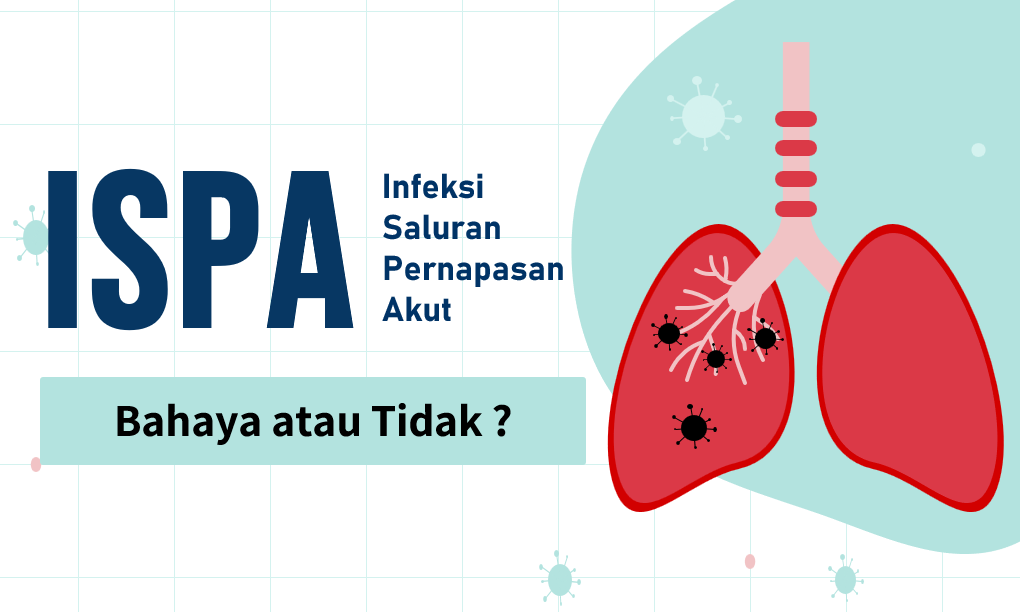 ISPA
Infeksi
Saluran
Pernapasan
Akut
Bahaya atau Tidak ?